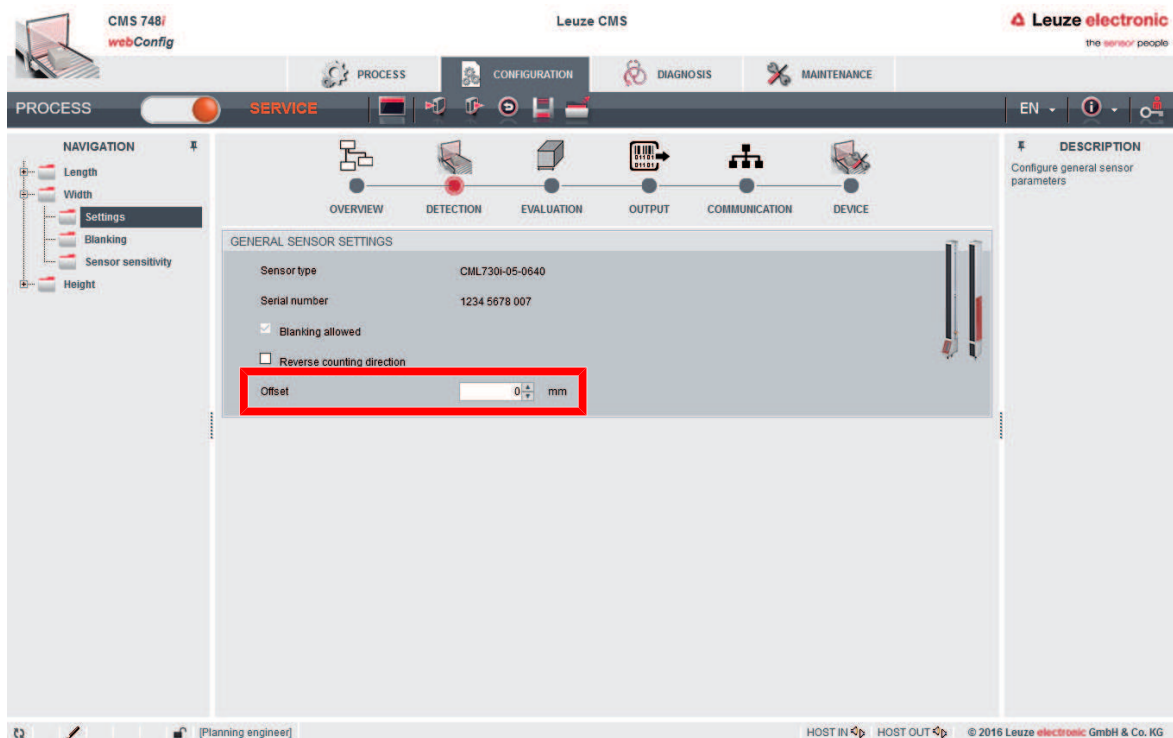 CMS 748i
webConfig
Leuze CMS
Leuze electronic
the sensor people
PROCESS
CONFIGURATION
DIAGNOSIS
MAINTENANCE
PROCESS
SERVICE
EN
NAVIGATION
Length
Width
Settings
Blanking
Sensor sensitivity
Height
OVERVIEW
DETECTION
EVALUATION
OUTPUT
COMMUNICATION
DEVICE
GENERAL SENSOR SETTINGS
Sensor type CML730i-05-0640
Serial number 1234 5678 007
Blanking allowed
Reverse counting direction
Offset 0 mm
DESCRIPTION
Configure general sensor
parameters
[Planning engineer]
HOST IN
HOST OUT
© 2016 Leuze electronic GmbH & Co. KG